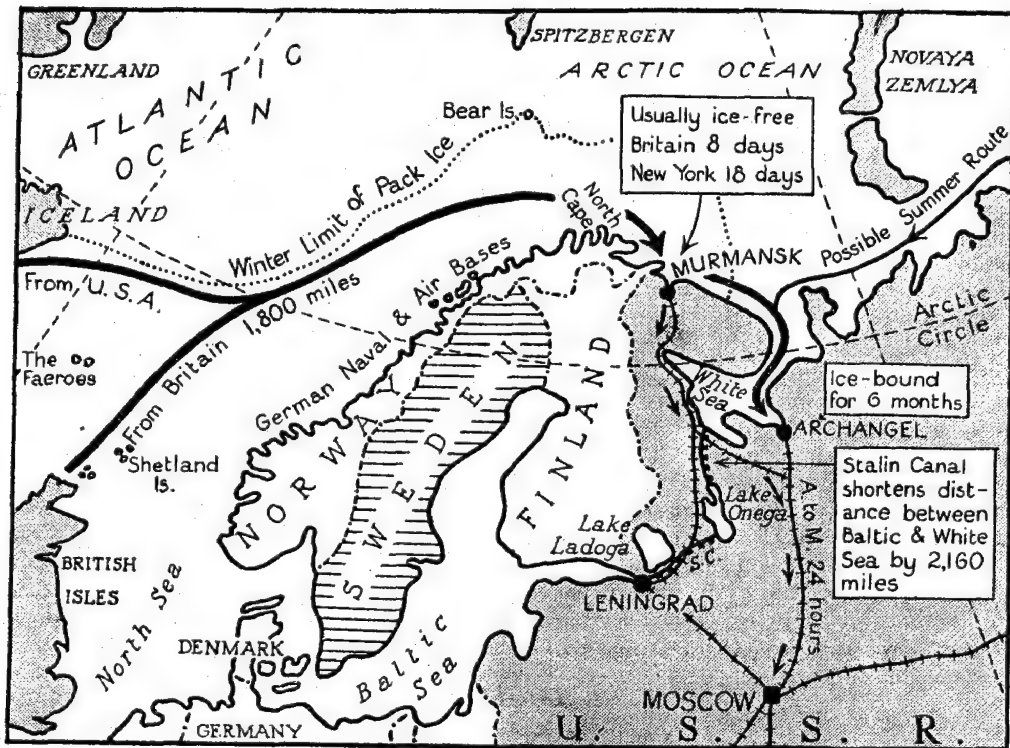 GREENLAND
ATLANTIC
OCEAN
SPITZBERGEN
ARCTIC OCEAN
NOVAYA
ZEMLYA
Bear Is.
Usually ice-free
Britain 8 days
New York 18 days
ICELAND
Winter Limit of Pack Ice
North
Cape
Possible Summer Route
MURMANSK
From U.S.A.
1,800 miles
From Britain
German Naval & Air Bases
Arctic
Circle
The
Faeroes
White
Sea
Ice-bound
for 6 months
ARCHANGEL
Shetland
Is.
NORWAY
SWEDEN
FINLAND
Stalin Canal
shortens dist-
ance between
Baltic & White
Sea by 2,160
miles
Lake
Onega
Lake
Ladoga
S.C.
A. to M. 24 hours
BRITISH
ISLES
North Sea
LENINGRAD
DENMARK
Baltic
Sea
MOSCOW
GERMANY
U. S. S. R.